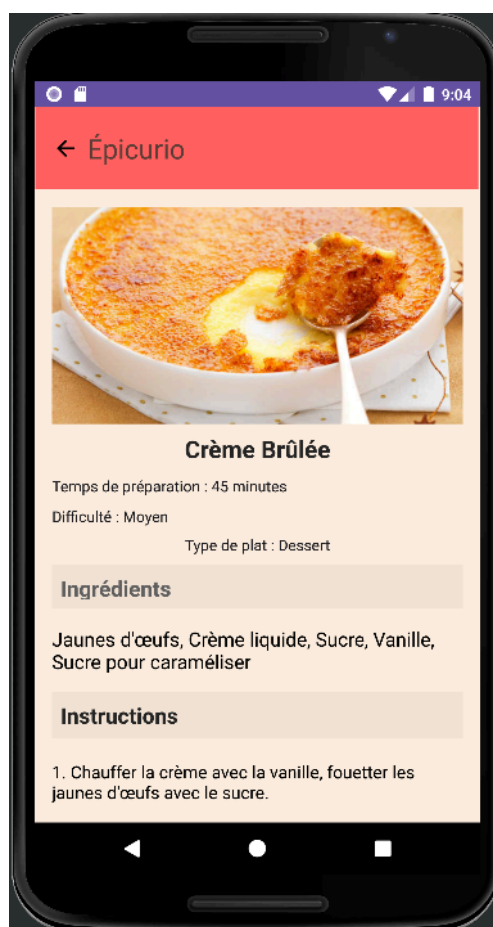 9:04
Épicurio
Crème Brûlée
Temps de préparation : 45 minutes
Difficulté : Moyen
Type de plat : Dessert
Ingrédients
Jaunes d'œufs, Crème liquide, Sucre, Vanille,
Sucre pour caraméliser
Instructions
1. Chauffer la crème avec la vanille, fouetter les
jaunes d'œufs avec le sucre.